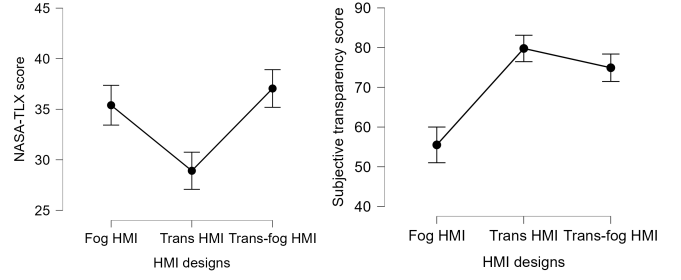 NASA-TLX score
45
40
35
30
25
Fog HMI Trans HMI Trans-fog HMI
HMI designs
Subjective transparency score
90
80
70
60
50
40
Fog HMI Trans HMI Trans-fog HMI
HMI designs